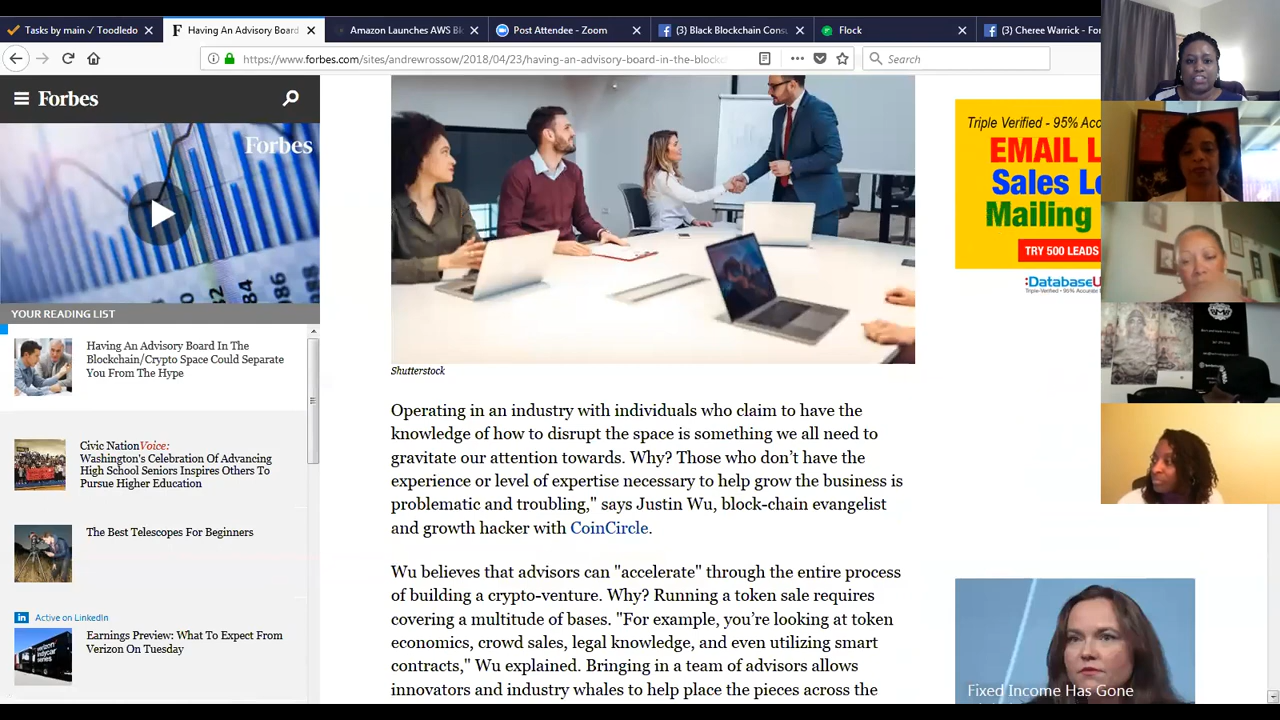 Tasks by main ✓ Toodledo
Having An Advisory Board
Amazon Launches AWS Bl
Post Attendee - Zoom
(3) Black Blockchain Cons
Flock
(3) Cheree Warrick - For
https://www.forbes.com/sites/andrewrossow/2018/04/23/having-an-advisory-board-in-the-blockc
Search
Forbes
Forbes
YOUR READING LIST
Having An Advisory Board In The
Blockchain/Crypto Space Could Separate
You From The Hype
Civic NationVoice:
Washington's Celebration Of Advancing
High School Seniors Inspires Others To
Pursue Higher Education
The Best Telescopes For Beginners
in Active on LinkedIn
Earnings Preview: What To Expect From
Verizon On Tuesday
Shutterstock
Operating in an industry with individuals who claim to have the
knowledge of how to disrupt the space is something we all need to
gravitate our attention towards. Why? Those who don't have the
experience or level of expertise necessary to help grow the business is
problematic and troubling," says Justin Wu, block-chain evangelist
and growth hacker with CoinCircle.
Wu believes that advisors can "accelerate" through the entire process
of building a crypto-venture. Why? Running a token sale requires
covering a multitude of bases. "For example, you're looking at token
economics, crowd sales, legal knowledge, and even utilizing smart
contracts," Wu explained. Bringing in a team of advisors allows
innovators and industry whales to help place the pieces across the
Triple Verified - 95% Accu
EMAIL L
Sales Le
Mailing
TRY 500 LEADS
:DatabaseU
Triple-Verified - 95% Accurate
Fixed Income Has Gone